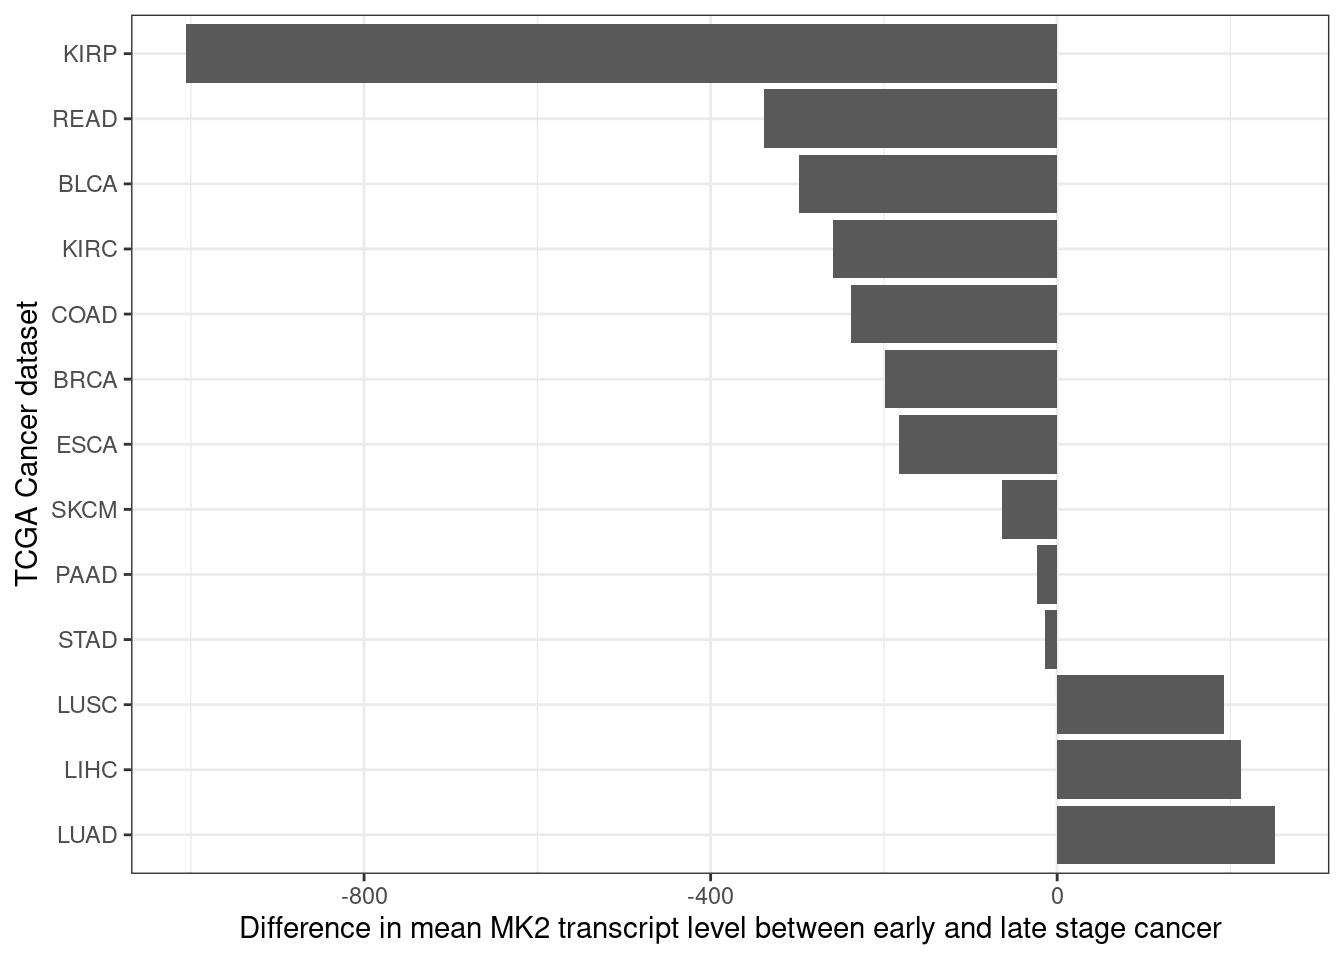 KIRP
READ
BLCA
KIRC
COAD
BRCA
ESCA
SKCM
PAAD
STAD
LUSC
LIHC
LUAD
TCGA Cancer dataset
-800 -400 0
Difference in mean MK2 transcript level between early and late stage cancer